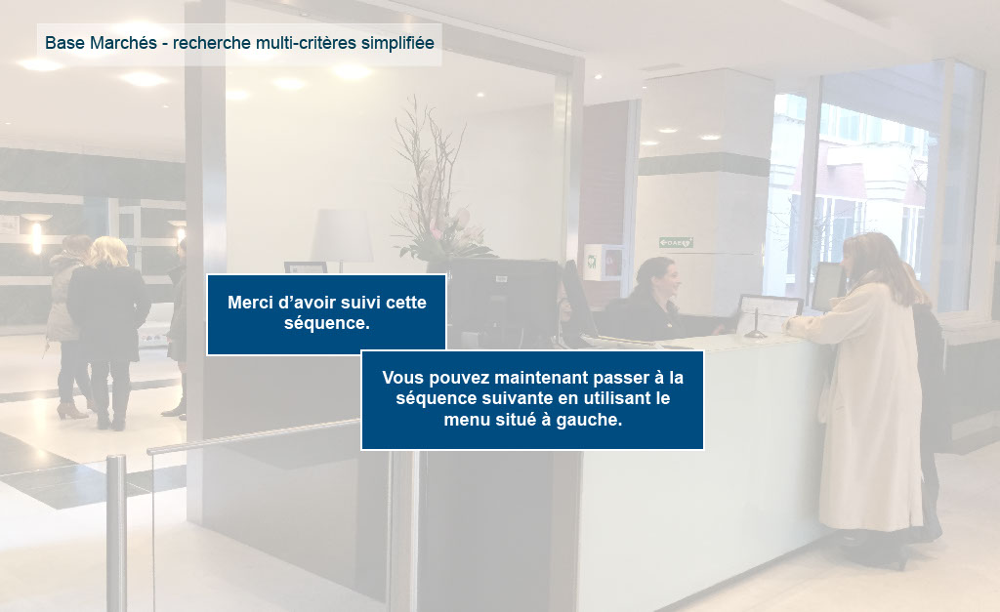 Base Marchés - recherche multi-critères simplifiée
Merci d’avoir suivi cette
séquence.
Vous pouvez maintenant passer à la
séquence suivante en utilisant le
menu situé à gauche.